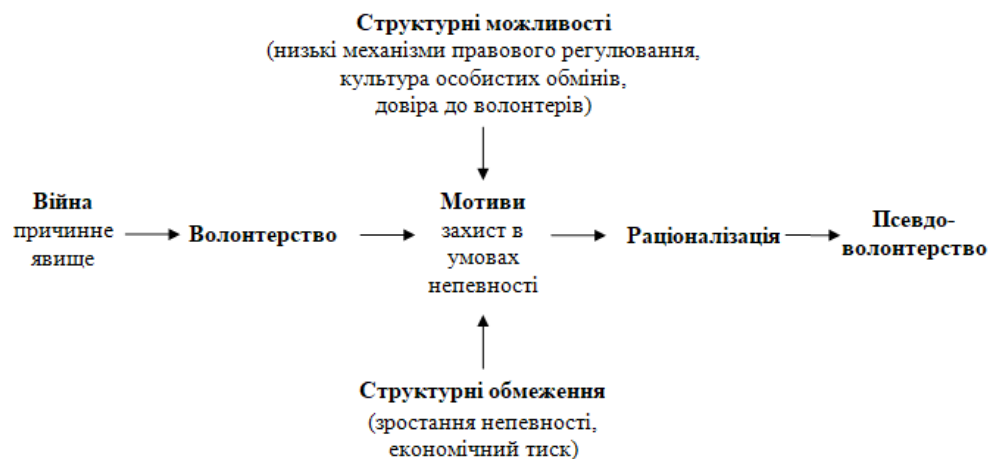 Структурні можливості
(низькі механізми правового регулювання,
культура особистих обмінів,
довіра до волонтерів)
Війна
причинне
явище
Волонтерство
Мотиви
захист в
умовах
непевності
Раціоналізація
Псевдо-
волонтерство
Структурні обмеження
(зростання непевності,
економічний тиск)